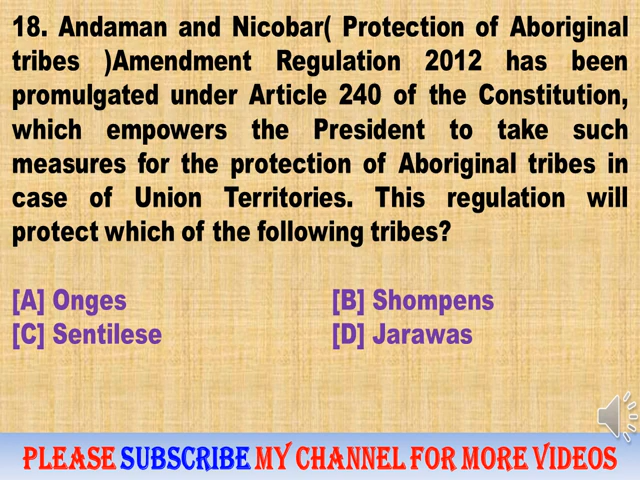 18. Andaman and Nicobar( Protection of Aboriginal
tribes )Amendment Regulation 2012 has been
promulgated under Article 240 of the Constitution,
which empowers the President to take such
measures for the protection of Aboriginal tribes in
case of Union Territories. This regulation will
protect which of the following tribes?
[A] Onges [B] Shompens
[C] Sentilese [D] Jarawas
PLEASE SUBSCRIBE MY CHANNEL FOR MORE VIDEOS